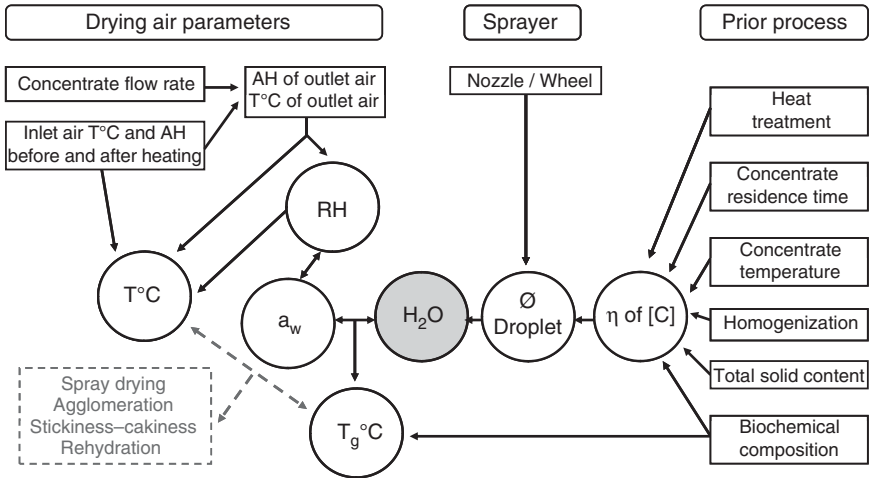 Drying air parameters
Sprayer
Prior process
Concentrate flow rate
AH of outlet air
T°C of outlet air
Inlet air T°C and AH
before and after heating
Nozzle / Wheel
Heat
treatment
Concentrate
residence time
Concentrate
temperature
Homogenization
Total solid content
Biochemical
composition
RH
T°C
a_w
H₂O
Ø
Droplet
η of [C]
T_g°C
Spray drying
Agglomeration
Stickiness–cakiness
Rehydration